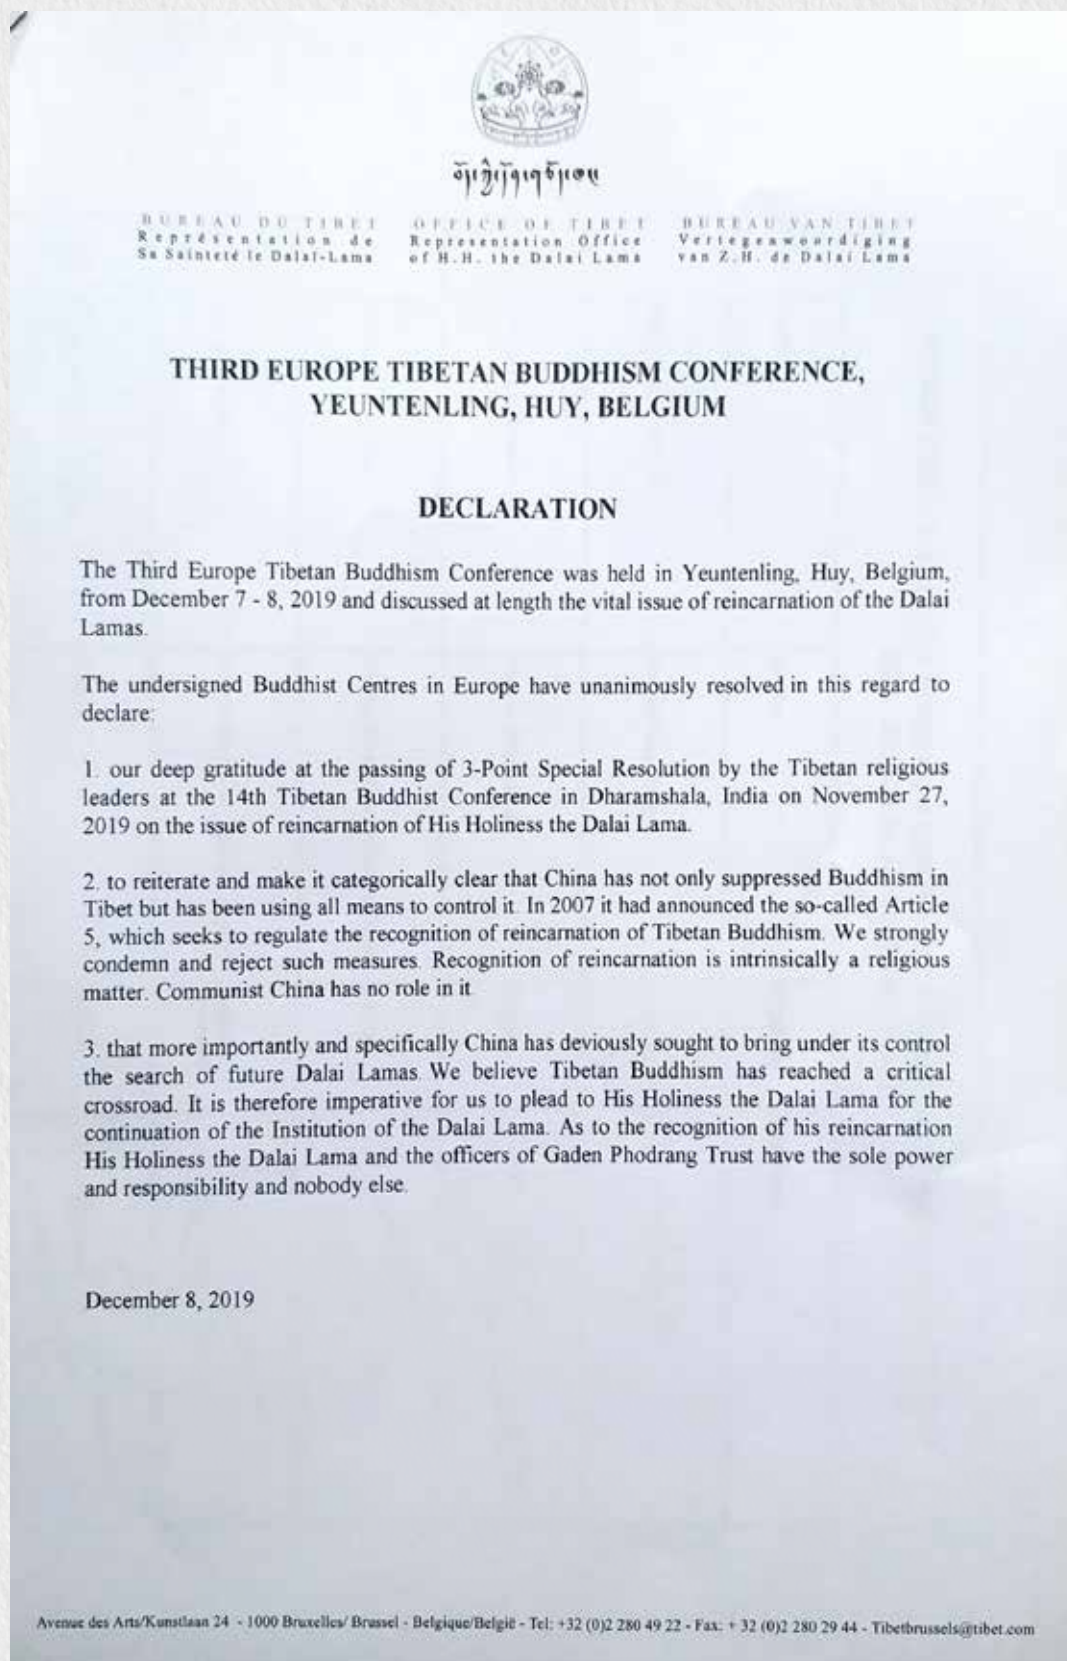 བོད་ཀྱི་དོན་གཅོད།
BUREAU DU TIBET
Représentation de
Sa Sainteté le Dalaï-Lama
OFFICE OF TIBET
Representation Office
of H.H. the Dalai Lama
BUREAU VAN TIBET
Vertegenwoordiging
van Z.H. de Dalai Lama
THIRD EUROPE TIBETAN BUDDHISM CONFERENCE,
YEUNTENLING, HUY, BELGIUM
DECLARATION
The Third Europe Tibetan Buddhism Conference was held in Yeuntenling, Huy, Belgium,
from December 7 - 8, 2019 and discussed at length the vital issue of reincarnation of the Dalai
Lamas.
The undersigned Buddhist Centres in Europe have unanimously resolved in this regard to
declare:
1. our deep gratitude at the passing of 3-Point Special Resolution by the Tibetan religious
leaders at the 14th Tibetan Buddhist Conference in Dharamshala, India on November 27,
2019 on the issue of reincarnation of His Holiness the Dalai Lama.
2. to reiterate and make it categorically clear that China has not only suppressed Buddhism in
Tibet but has been using all means to control it. In 2007 it had announced the so-called Article
5, which seeks to regulate the recognition of reincarnation of Tibetan Buddhism. We strongly
condemn and reject such measures. Recognition of reincarnation is intrinsically a religious
matter. Communist China has no role in it.
3. that more importantly and specifically China has deviously sought to bring under its control
the search of future Dalai Lamas. We believe Tibetan Buddhism has reached a critical
crossroad. It is therefore imperative for us to plead to His Holiness the Dalai Lama for the
continuation of the Institution of the Dalai Lama. As to the recognition of his reincarnation
His Holiness the Dalai Lama and the officers of Gaden Phodrang Trust have the sole power
and responsibility and nobody else.
December 8, 2019
Avenue des Arts/Kunstlaan 24 - 1000 Bruxelles/ Brussel - Belgique/België - Tel: +32 (0)2 280 49 22 - Fax: + 32 (0)2 280 29 44 - Tibetbrussels@tibet.com